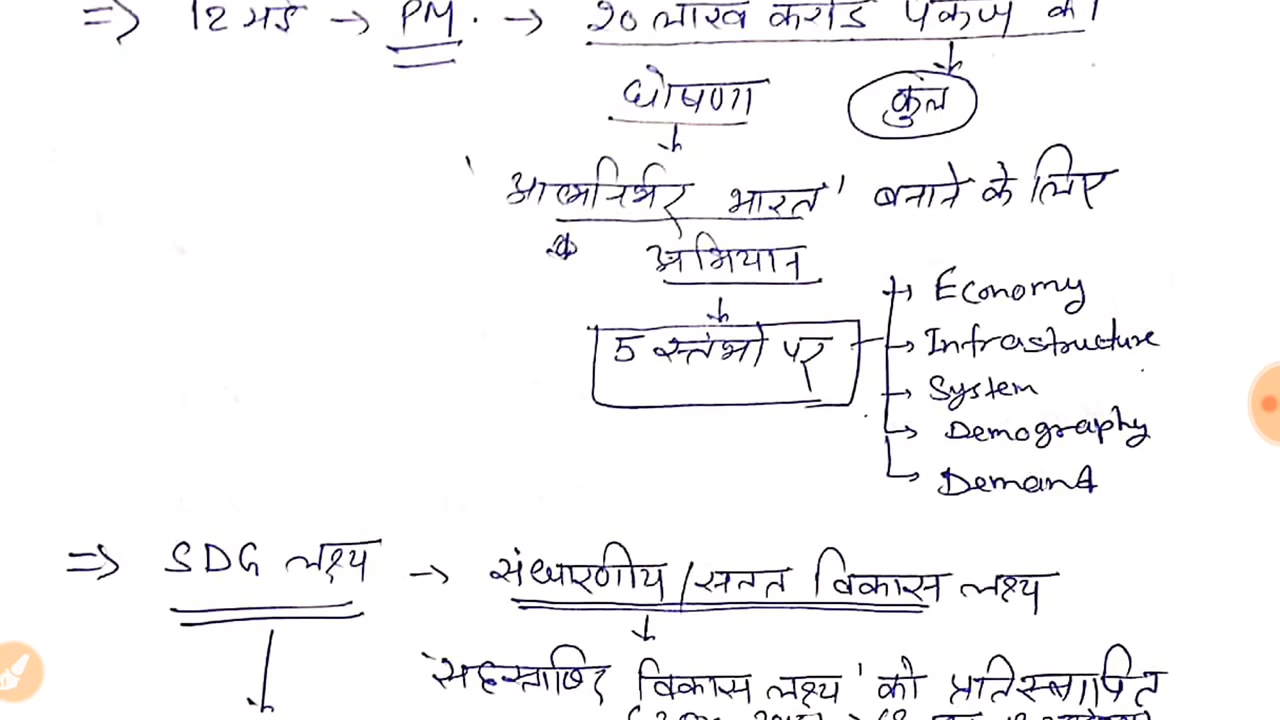 => 12 मई → PM. → 20 लाख करोड पैकेज की
घोषणा कुल
'आत्मनिर्भर भारत' बनाने के लिए
अभियान
5 स्तंभो पर
→ Economy
→ Infrastructure
→ System
→ Demography
→ Demand
=> SDG लक्ष्य → संधारणीय/सतत विकास लक्ष्य
'सहस्त्राब्दि विकास लक्ष्य' को प्रतिस्थापित